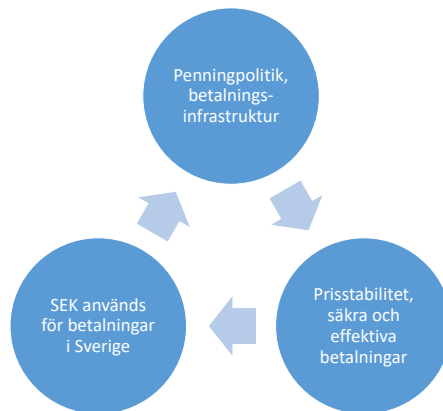 Penningpolitik,
betalnings-
infrastruktur
SEK används
för betalningar
i Sverige
Prisstabilitet,
säkra och
effektiva
betalningar